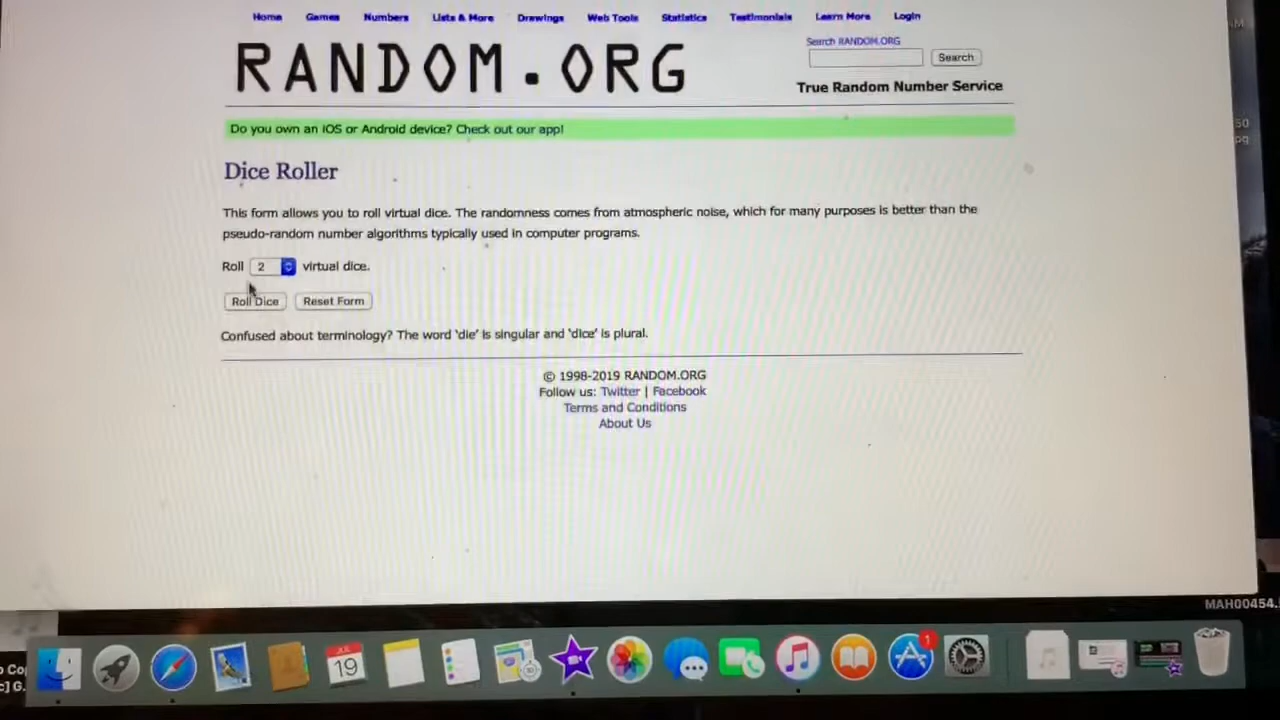 Home Games Numbers Lists & More Drawings Web Tools Statistics Testimonials Learn More Login
RANDOM.ORG
Search RANDOM.ORG
Search
True Random Number Service
Do you own an iOS or Android device? Check out our app!
Dice Roller
This form allows you to roll virtual dice. The randomness comes from atmospheric noise, which for many purposes is better than the
pseudo-random number algorithms typically used in computer programs.
Roll 2 virtual dice.
Roll Dice Reset Form
Confused about terminology? The word 'die' is singular and 'dice' is plural.
© 1998-2019 RANDOM.ORG
Follow us: Twitter | Facebook
Terms and Conditions
About Us
MAH00454.
JUL
19
1